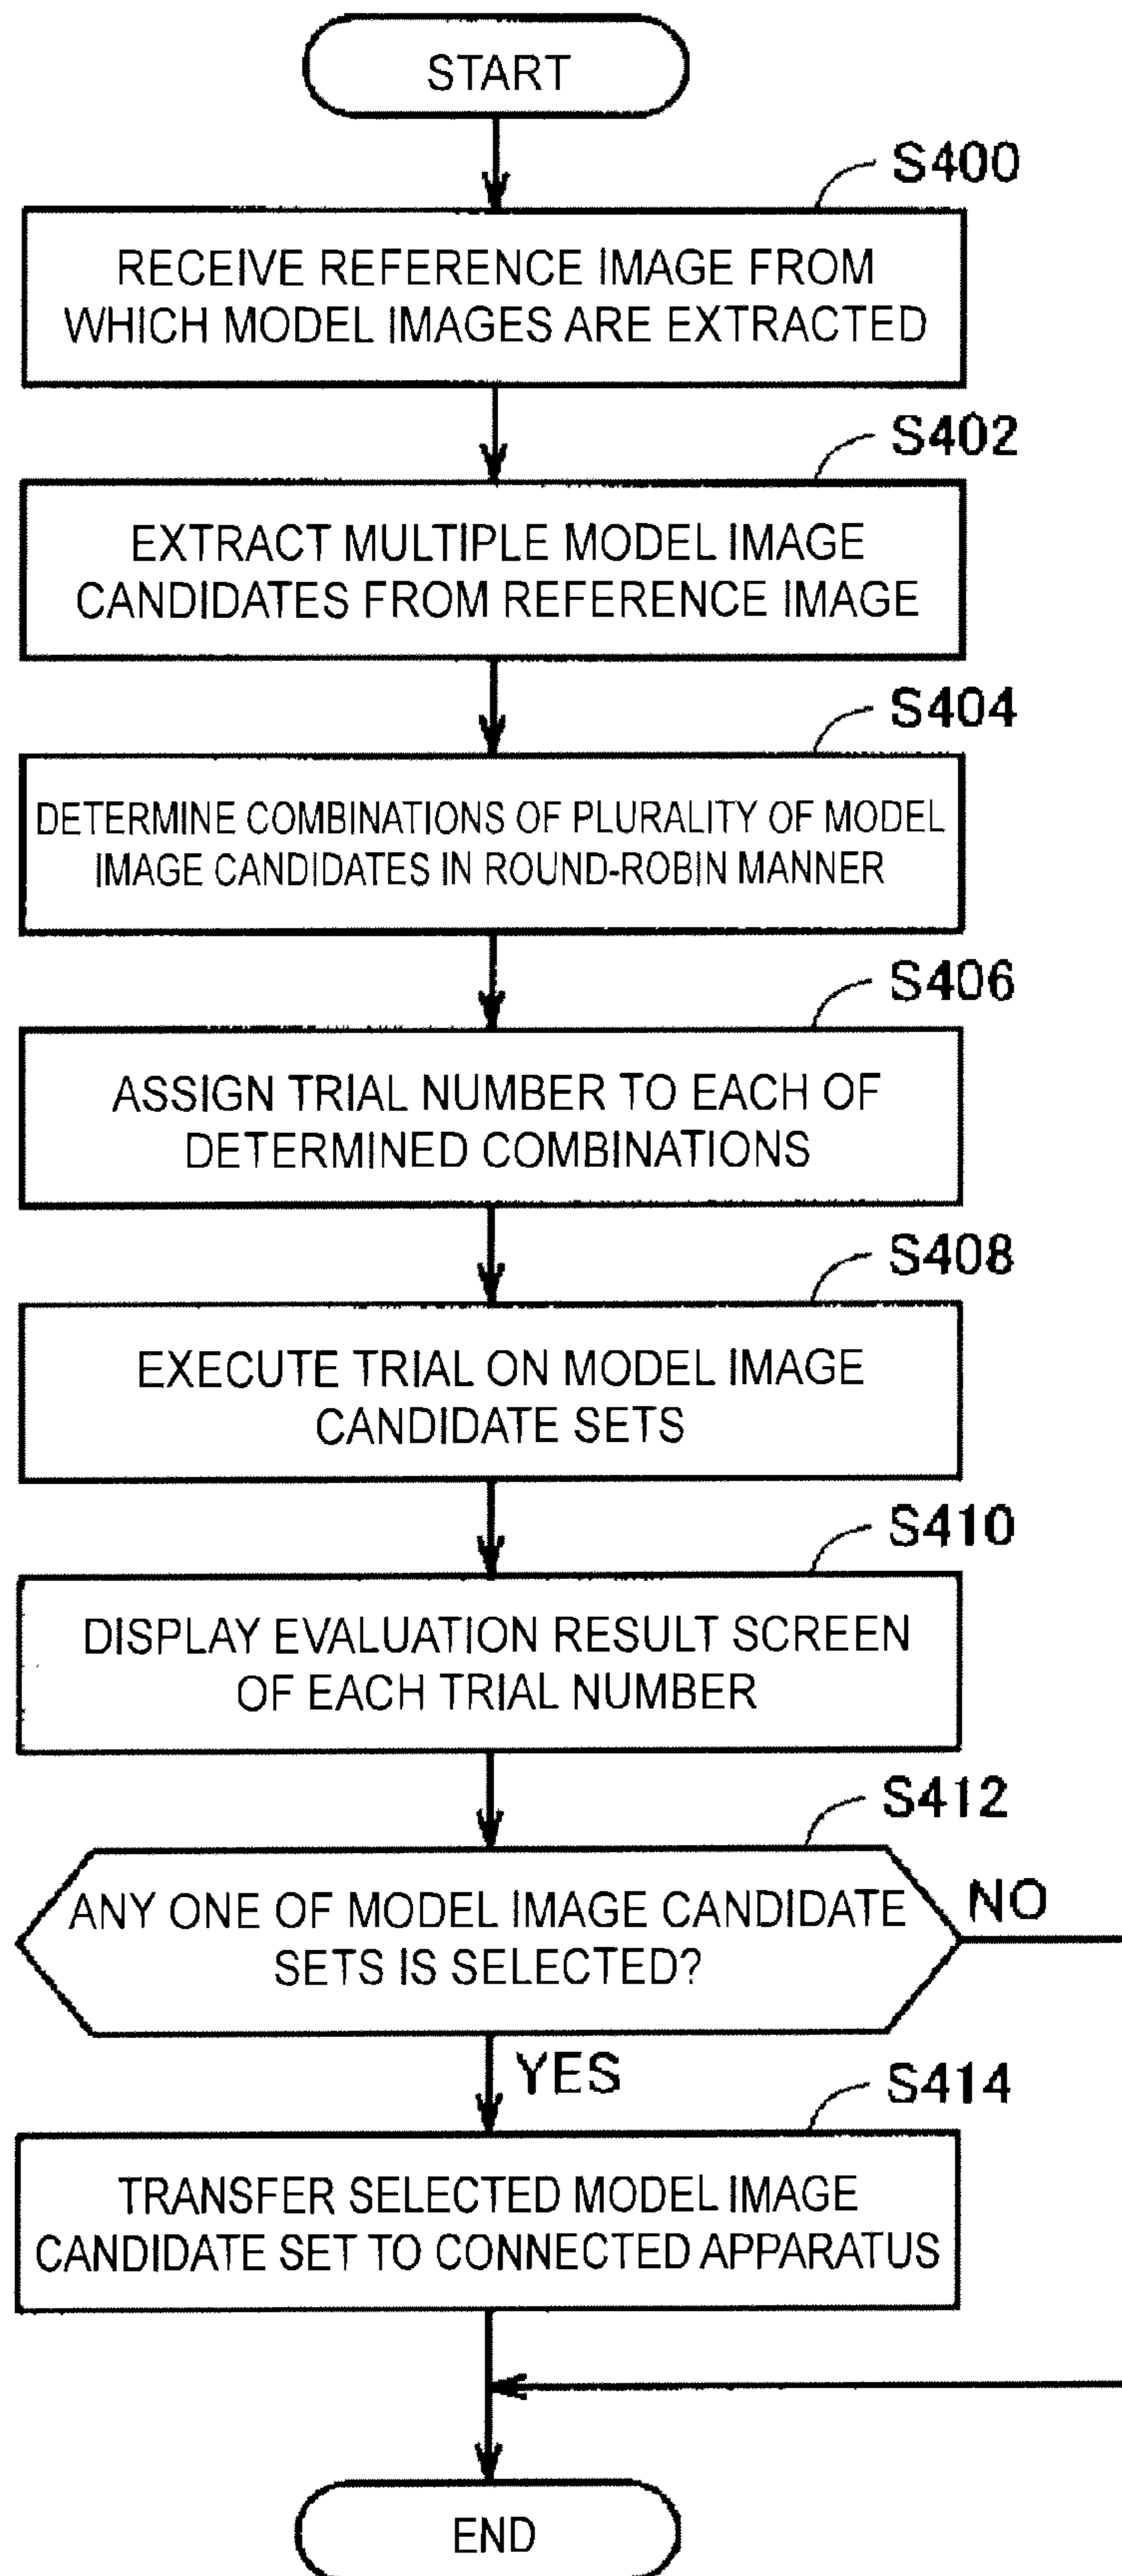 START
S400
RECEIVE REFERENCE IMAGE FROM
WHICH MODEL IMAGES ARE EXTRACTED
S402
EXTRACT MULTIPLE MODEL IMAGE
CANDIDATES FROM REFERENCE IMAGE
S404
DETERMINE COMBINATIONS OF PLURALITY OF MODEL
IMAGE CANDIDATES IN ROUND-ROBIN MANNER
S406
ASSIGN TRIAL NUMBER TO EACH OF
DETERMINED COMBINATIONS
S408
EXECUTE TRIAL ON MODEL IMAGE
CANDIDATE SETS
S410
DISPLAY EVALUATION RESULT SCREEN
OF EACH TRIAL NUMBER
S412
ANY ONE OF MODEL IMAGE CANDIDATE
SETS IS SELECTED?
NO
YES
S414
TRANSFER SELECTED MODEL IMAGE
CANDIDATE SET TO CONNECTED APPARATUS
END